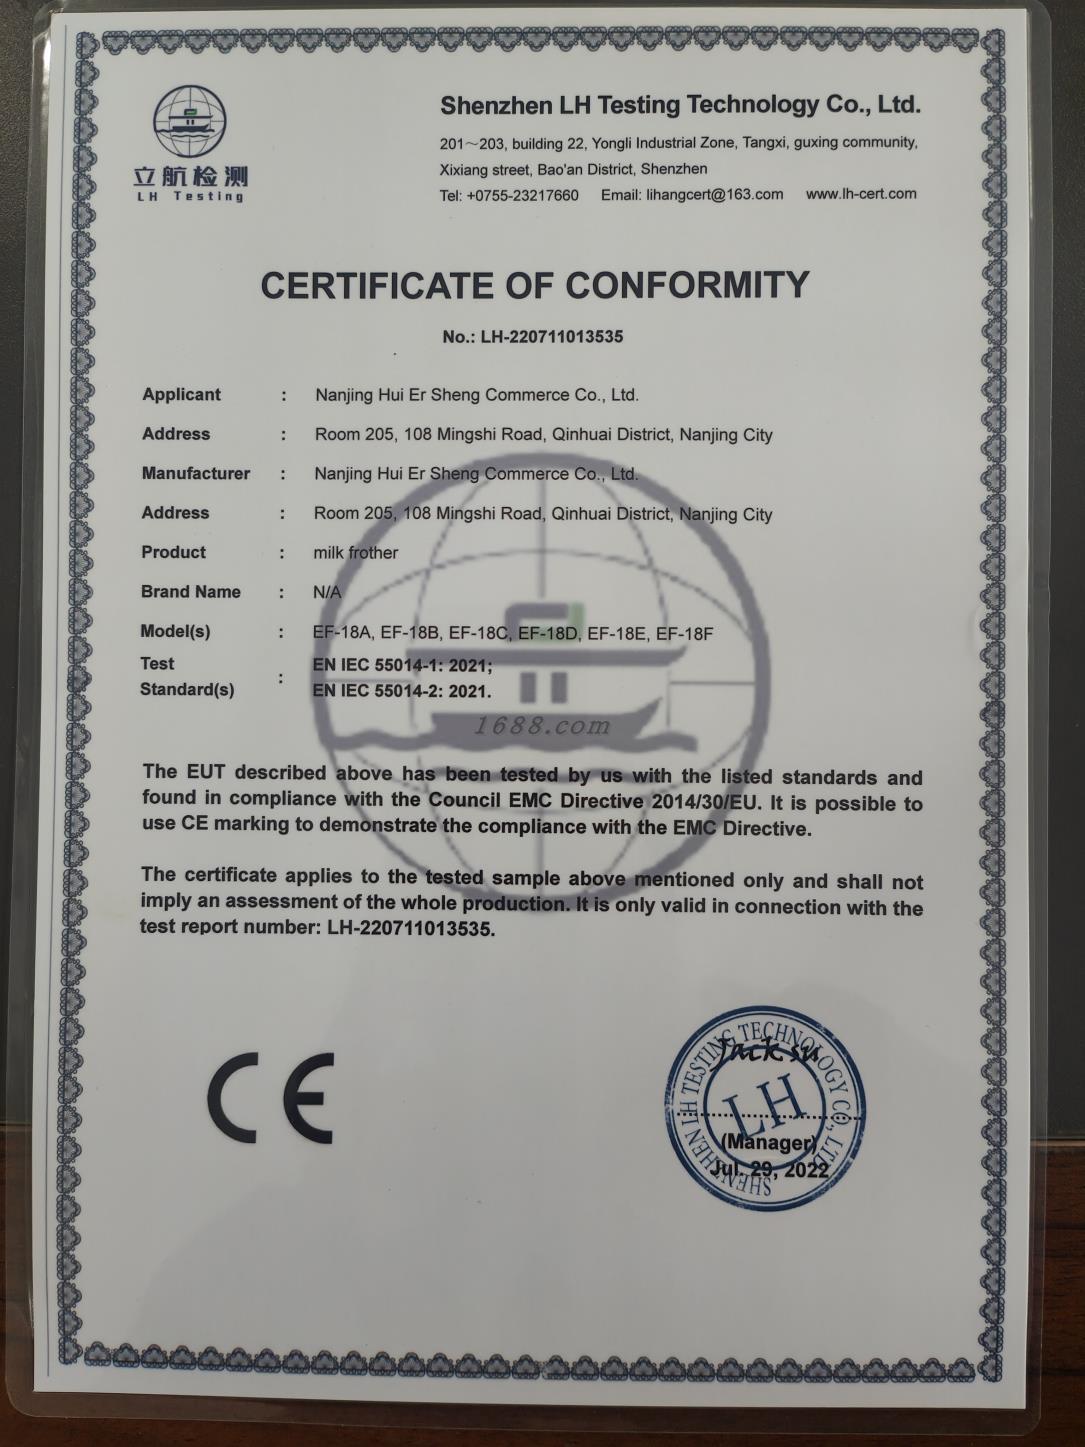 立航检测
LH Testing
Shenzhen LH Testing Technology Co., Ltd.
201～203, building 22, Yongli Industrial Zone, Tangxi, guxing community,
Xixiang street, Bao'an District, Shenzhen
Tel: +0755-23217660 Email: lihangcert@163.com www.lh-cert.com
CERTIFICATE OF CONFORMITY
No.: LH-220711013535
Applicant : Nanjing Hui Er Sheng Commerce Co., Ltd.
Address : Room 205, 108 Mingshi Road, Qinhuai District, Nanjing City
Manufacturer : Nanjing Hui Er Sheng Commerce Co., Ltd.
Address : Room 205, 108 Mingshi Road, Qinhuai District, Nanjing City
Product : milk frother
Brand Name : N/A
Model(s) : EF-18A, EF-18B, EF-18C, EF-18D, EF-18E, EF-18F
Test Standard(s) : EN IEC 55014-1: 2021;
EN IEC 55014-2: 2021.
1688.com
The EUT described above has been tested by us with the listed standards and
found in compliance with the Council EMC Directive 2014/30/EU. It is possible to
use CE marking to demonstrate the compliance with the EMC Directive.
The certificate applies to the tested sample above mentioned only and shall not
imply an assessment of the whole production. It is only valid in connection with the
test report number: LH-220711013535.
CE
SHENZHEN LH TESTING TECHNOLOGY CO., LTD
Jack su
LH
(Manager)
Jul. 29, 2022